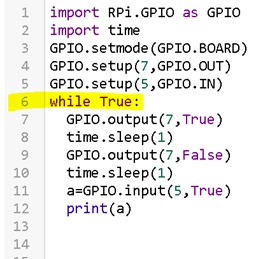 1 import RPi.GPIO as GPIO
2 import time
3 GPIO.setmode(GPIO.BOARD)
4 GPIO.setup(7,GPIO.OUT)
5 GPIO.setup(5,GPIO.IN)
6 while True:
7 GPIO.output(7,True)
8 time.sleep(1)
9 GPIO.output(7,False)
10 time.sleep(1)
11 a=GPIO.input(5,True)
12 print(a)
13
14
15